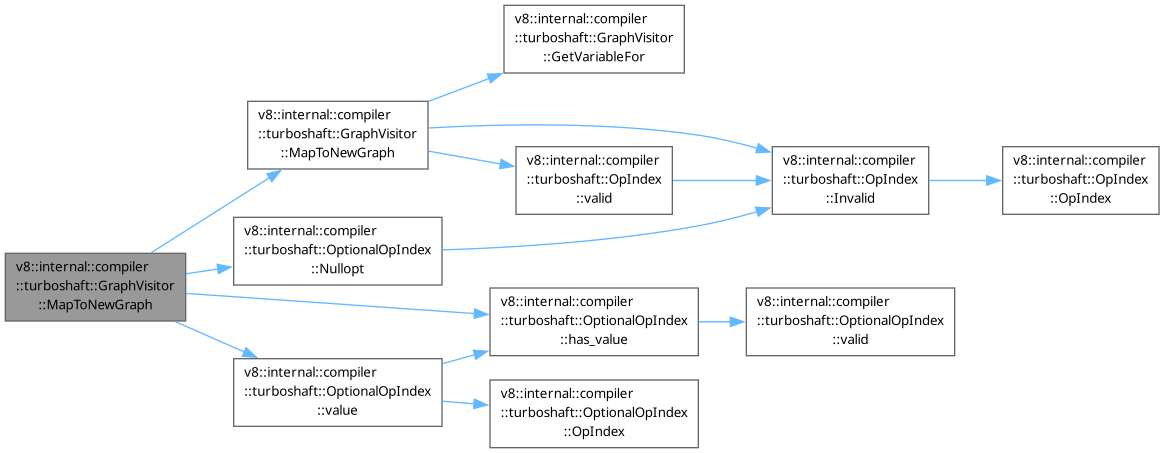 v8::internal::compiler
::turboshaft::GraphVisitor
::GetVariableFor
v8::internal::compiler
::turboshaft::GraphVisitor
::MapToNewGraph
v8::internal::compiler
::turboshaft::OpIndex
::valid
v8::internal::compiler
::turboshaft::OpIndex
::Invalid
v8::internal::compiler
::turboshaft::OpIndex
::OpIndex
v8::internal::compiler
::turboshaft::OptionalOpIndex
::Nullopt
v8::internal::compiler
::turboshaft::GraphVisitor
::MapToNewGraph
v8::internal::compiler
::turboshaft::OptionalOpIndex
::has_value
v8::internal::compiler
::turboshaft::OptionalOpIndex
::valid
v8::internal::compiler
::turboshaft::OptionalOpIndex
::value
v8::internal::compiler
::turboshaft::OptionalOpIndex
::OpIndex